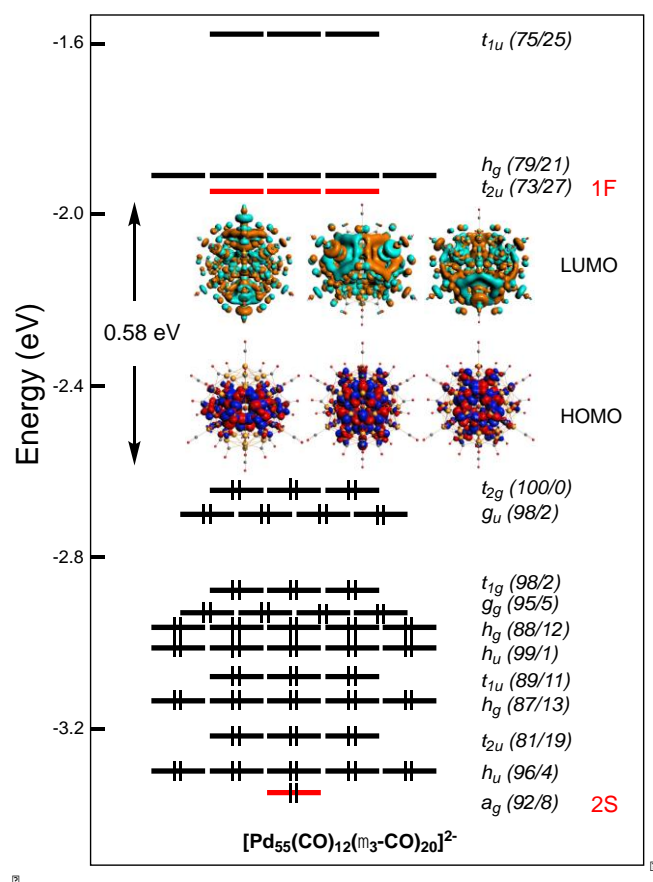 -1.6
t1u (75/25)
hg (79/21)
t2u (73/27) 1F
-2.0
LUMO
0.58 eV
Energy (eV)
-2.4
HOMO
t2g (100/0)
gu (98/2)
-2.8
t1g (98/2)
gg (95/5)
hg (88/12)
hu (99/1)
t1u (89/11)
hg (87/13)
-3.2
t2u (81/19)
hu (96/4)
ag (92/8) 2S
[Pd55(CO)12(m3-CO)20]2-